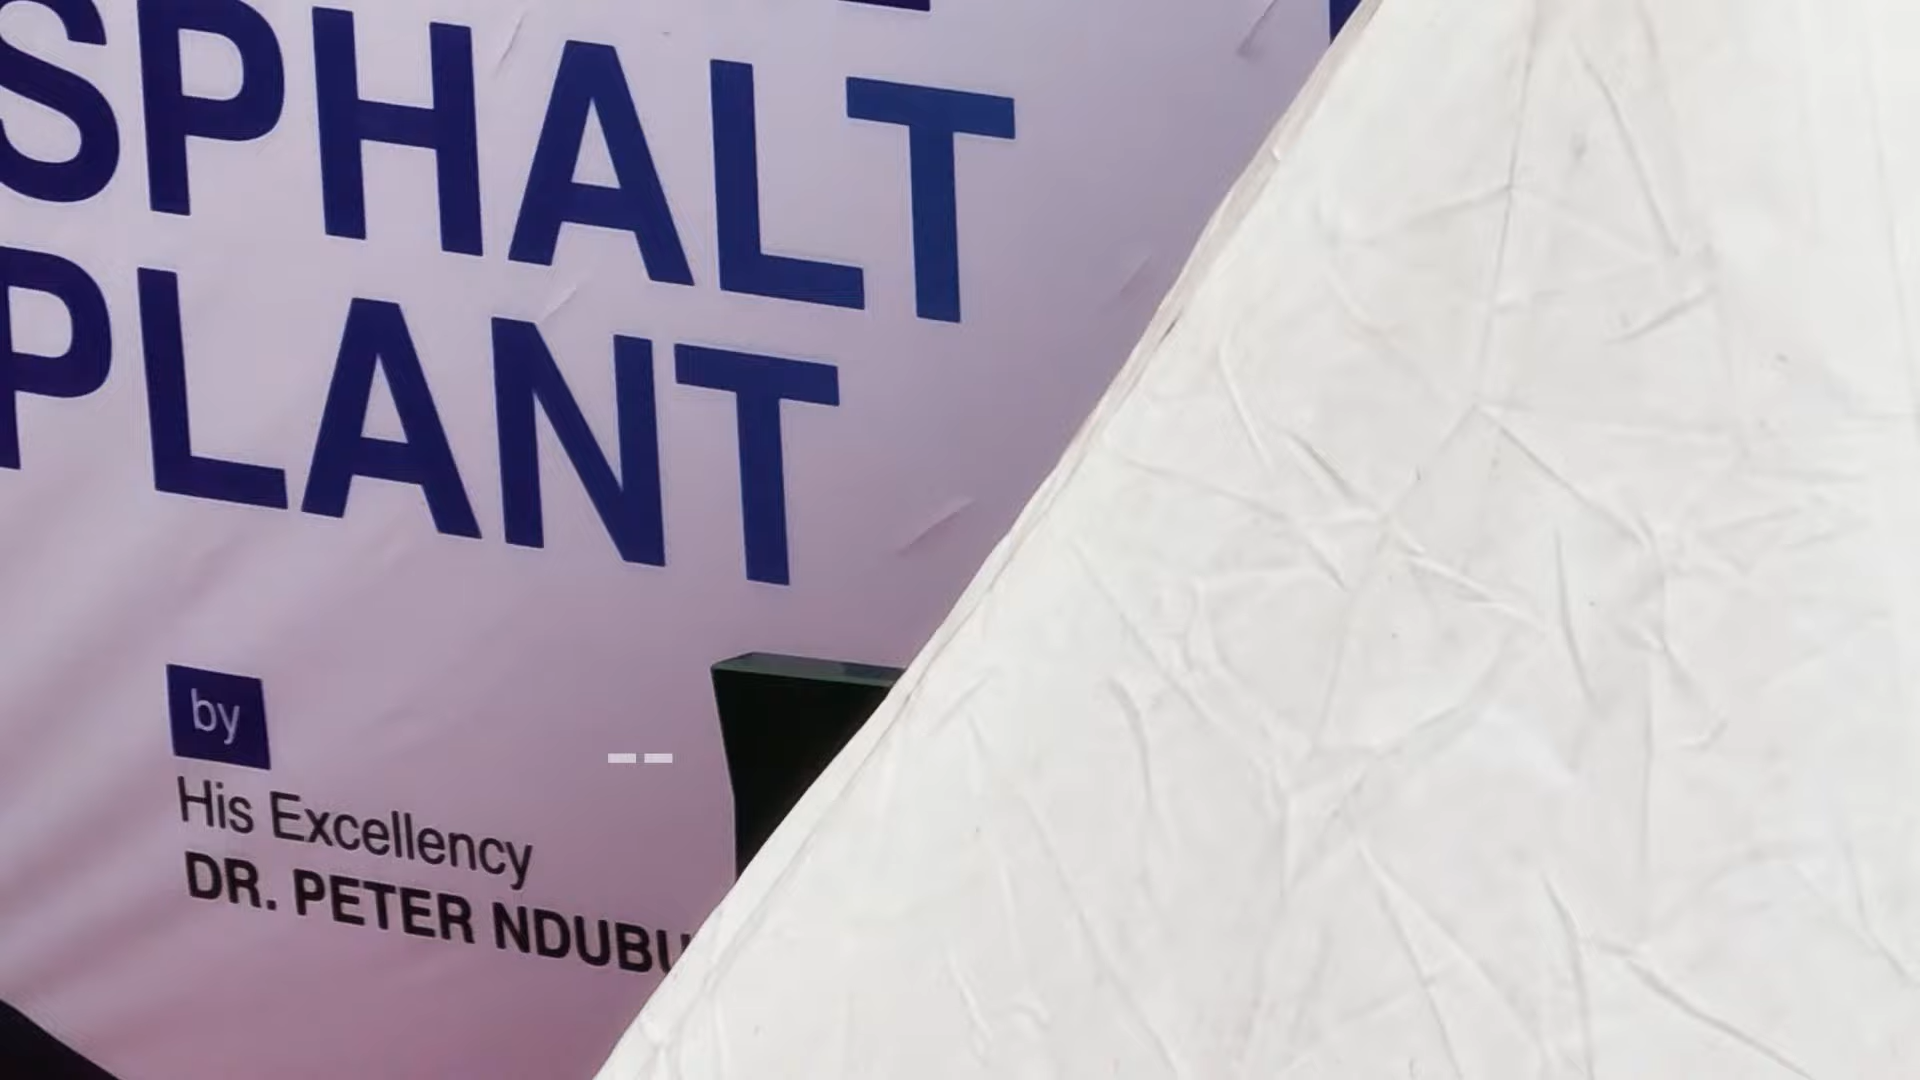 SPHALT
PLANT
by
His Excellency
DR. PETER NDUBU